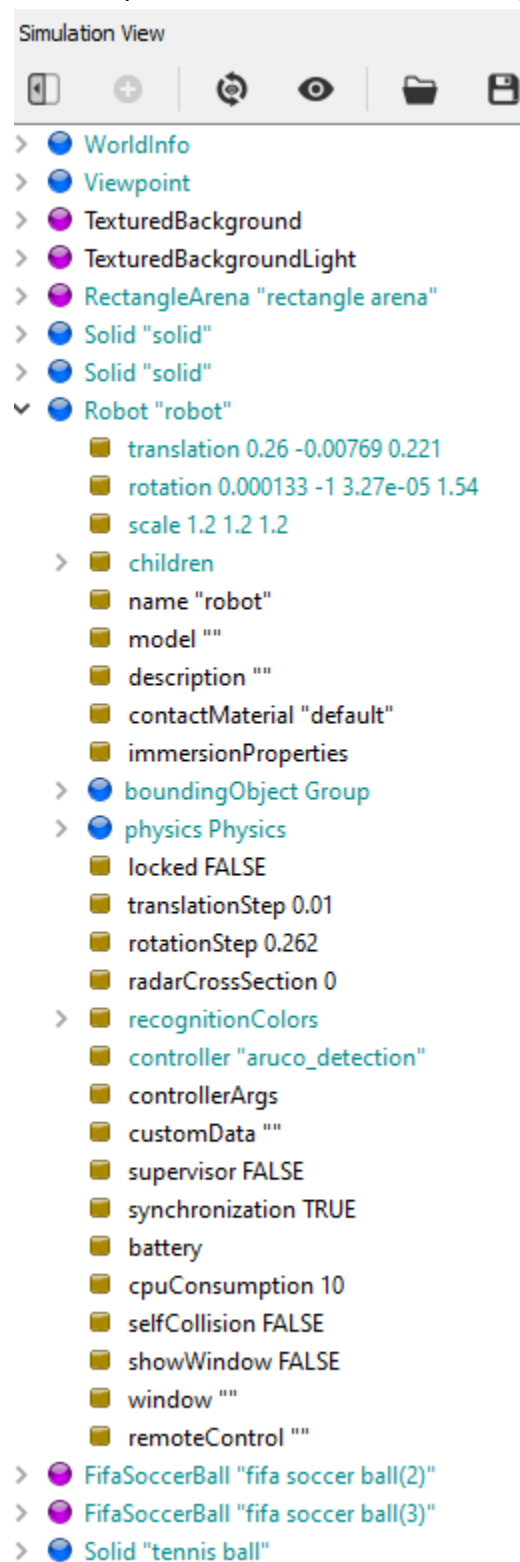 Simulation View
WorldInfo
Viewpoint
TexturedBackground
TexturedBackgroundLight
RectangleArena "rectangle arena"
Solid "solid"
Solid "solid"
Robot "robot"
translation 0.26 -0.00769 0.221
rotation 0.000133 -1 3.27e-05 1.54
scale 1.2 1.2 1.2
children
name "robot"
model ""
description ""
contactMaterial "default"
immersionProperties
boundingObject Group
physics Physics
locked FALSE
translationStep 0.01
rotationStep 0.262
radarCrossSection 0
recognitionColors
controller "aruco_detection"
controllerArgs
customData ""
supervisor FALSE
synchronization TRUE
battery
cpuConsumption 10
selfCollision FALSE
showWindow FALSE
window ""
remoteControl ""
FifaSoccerBall "fifa soccer ball(2)"
FifaSoccerBall "fifa soccer ball(3)"
Solid "tennis ball"